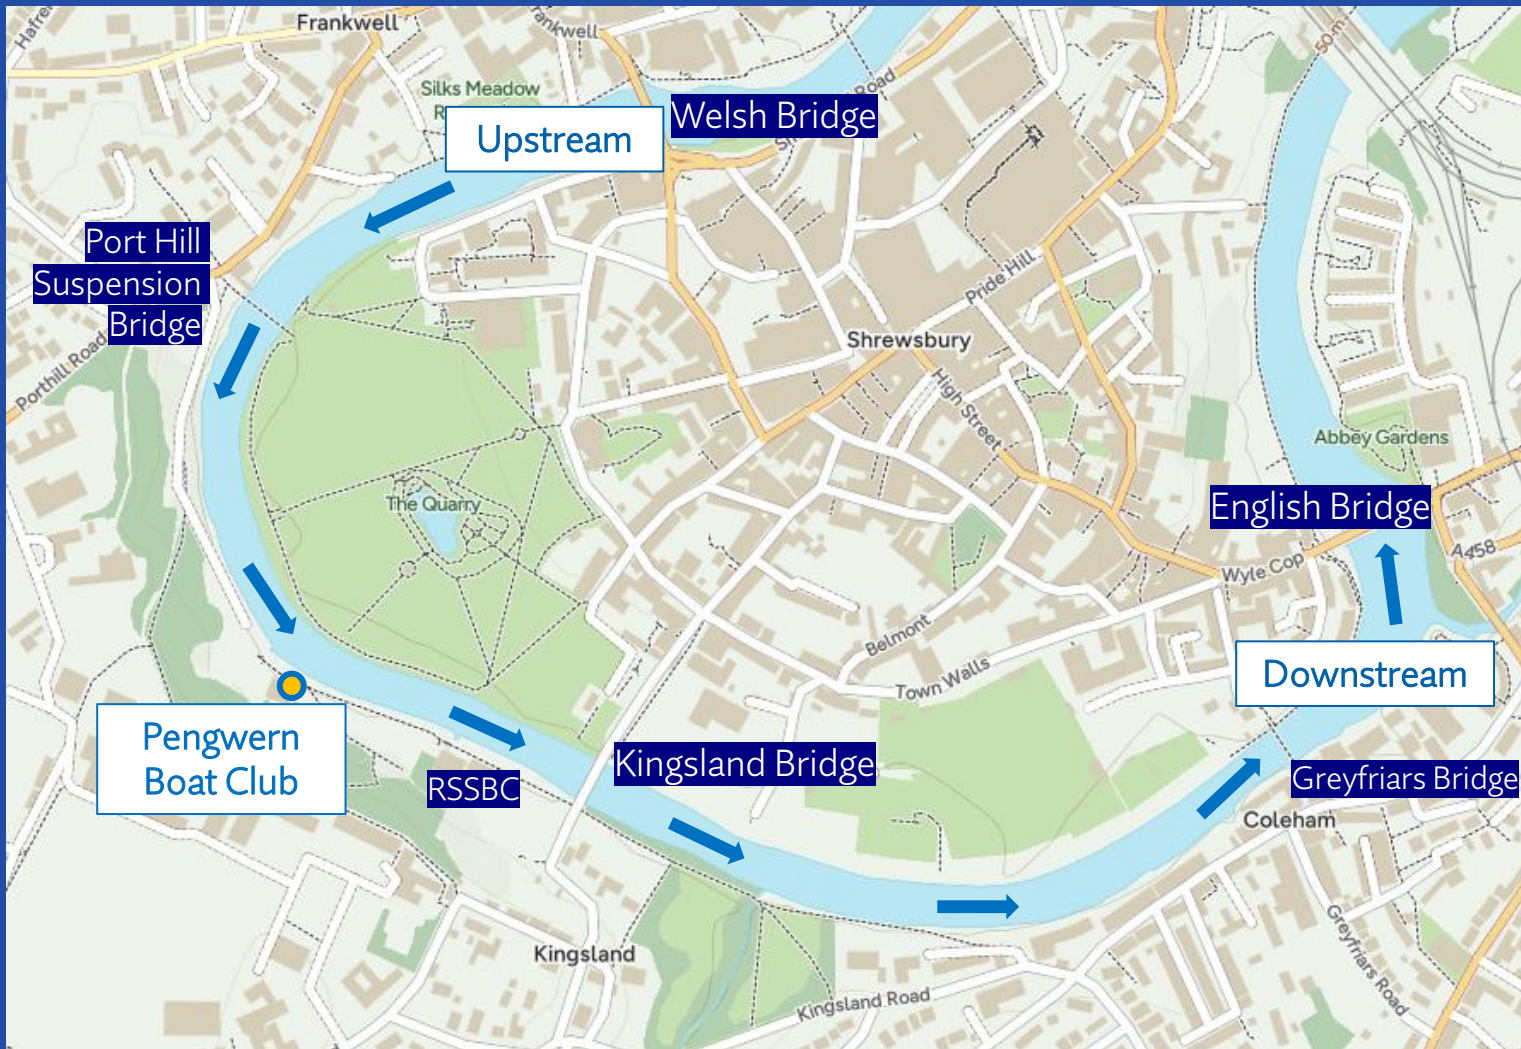 Frankwell
Silks Meadow
Upstream
Welsh Bridge
Road
50 m
Port Hill
Suspension
Bridge
Porthill Road
Pride Hill
Shrewsbury
High Street
Abbey Gardens
The Quarry
English Bridge
A458
Wyle Cop
Belmont
Town Walls
Downstream
Pengwern
Boat Club
RSSBC
Kingsland Bridge
Greyfriars Bridge
Coleham
Kingsland
Greyfriars Road
Kingsland Road